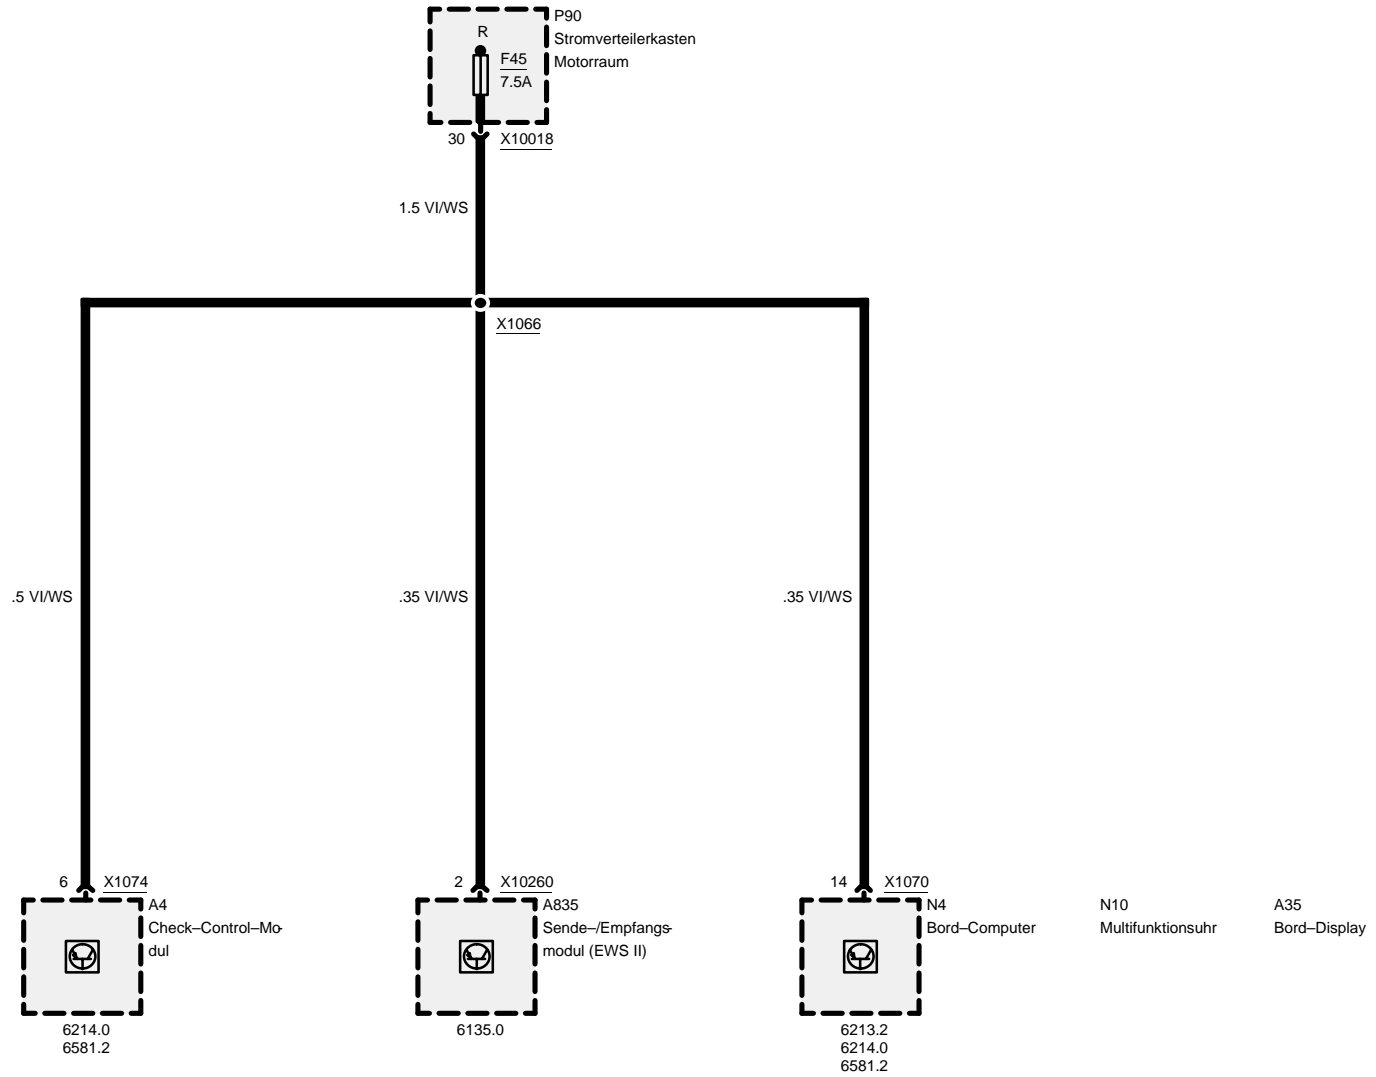 P90
Stromverteilerkasten
Motorraum
R
F45
7.5A
30 X10018
1.5 VI/WS
X1066
.5 VI/WS
.35 VI/WS
.35 VI/WS
6 X1074
A4
Check–Control–Mo-
dul
6214.0
6581.2
2 X10260
A835
Sende–/Empfangs-
modul (EWS II)
6135.0
14 X1070
N4
Bord–Computer
6213.2
6214.0
6581.2
N10
Multifunktionsuhr
A35
Bord–Display